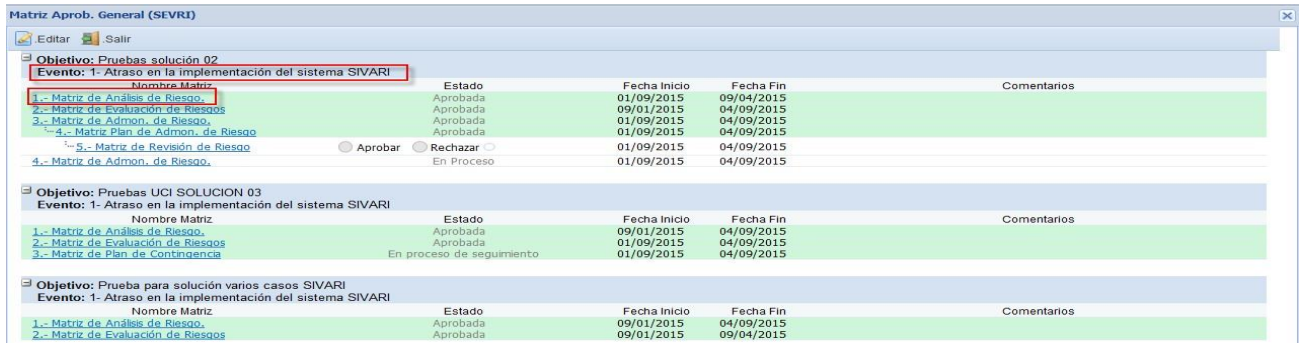 Matriz Aprob. General (SEVRI)
.Editar .Salir
Objetivo: Pruebas solución 02
Evento: 1- Atraso en la implementación del sistema SIVARI
Nombre Matriz Estado Fecha Inicio Fecha Fin Comentarios
1.- Matriz de Análisis de Riesgo. Aprobada 01/09/2015 09/04/2015
2.- Matriz de Evaluación de Riesgos Aprobada 09/01/2015 04/09/2015
3.- Matriz de Admon. de Riesgo. Aprobada 01/09/2015 04/09/2015
4.- Matriz Plan de Admon. de Riesgo Aprobada 01/09/2015 04/09/2015
5.- Matriz de Revisión de Riesgo Aprobar Rechazar 01/09/2015 04/09/2015
4.- Matriz de Admon. de Riesgo. En Proceso 01/09/2015 04/09/2015
Objetivo: Pruebas UCI SOLUCION 03
Evento: 1- Atraso en la implementación del sistema SIVARI
Nombre Matriz Estado Fecha Inicio Fecha Fin Comentarios
1.- Matriz de Análisis de Riesgo. Aprobada 09/01/2015 04/09/2015
2.- Matriz de Evaluación de Riesgos Aprobada 01/09/2015 04/09/2015
3.- Matriz de Plan de Contingencia En proceso de seguimiento 01/09/2015 04/09/2015
Objetivo: Prueba para solución varios casos SIVARI
Evento: 1- Atraso en la implementación del sistema SIVARI
Nombre Matriz Estado Fecha Inicio Fecha Fin Comentarios
1.- Matriz de Análisis de Riesgo. Aprobada 09/01/2015 04/09/2015
2.- Matriz de Evaluación de Riesgos Aprobada 09/01/2015 09/04/2015